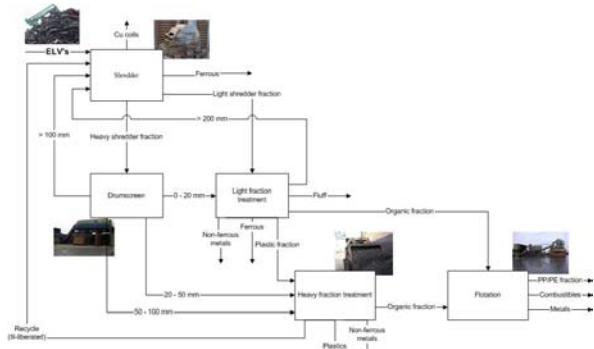 Cu coils
ELV's
Shredder
Ferrous
Light shredder fraction
> 200 mm
> 100 mm
Heavy shredder fraction
Drumscreen
0 - 20 mm
Light fraction
treatment
Fluff
Organic fraction
Non-ferrous
metals
Ferrous
Plastic fraction
20 - 50 mm
50 - 100 mm
Heavy fraction treatment
Organic fraction
Flotation
PP/PE fraction
Combustibles
Metals
Recycle
(Ill-liberated)
Plastics
Non-ferrous
metals